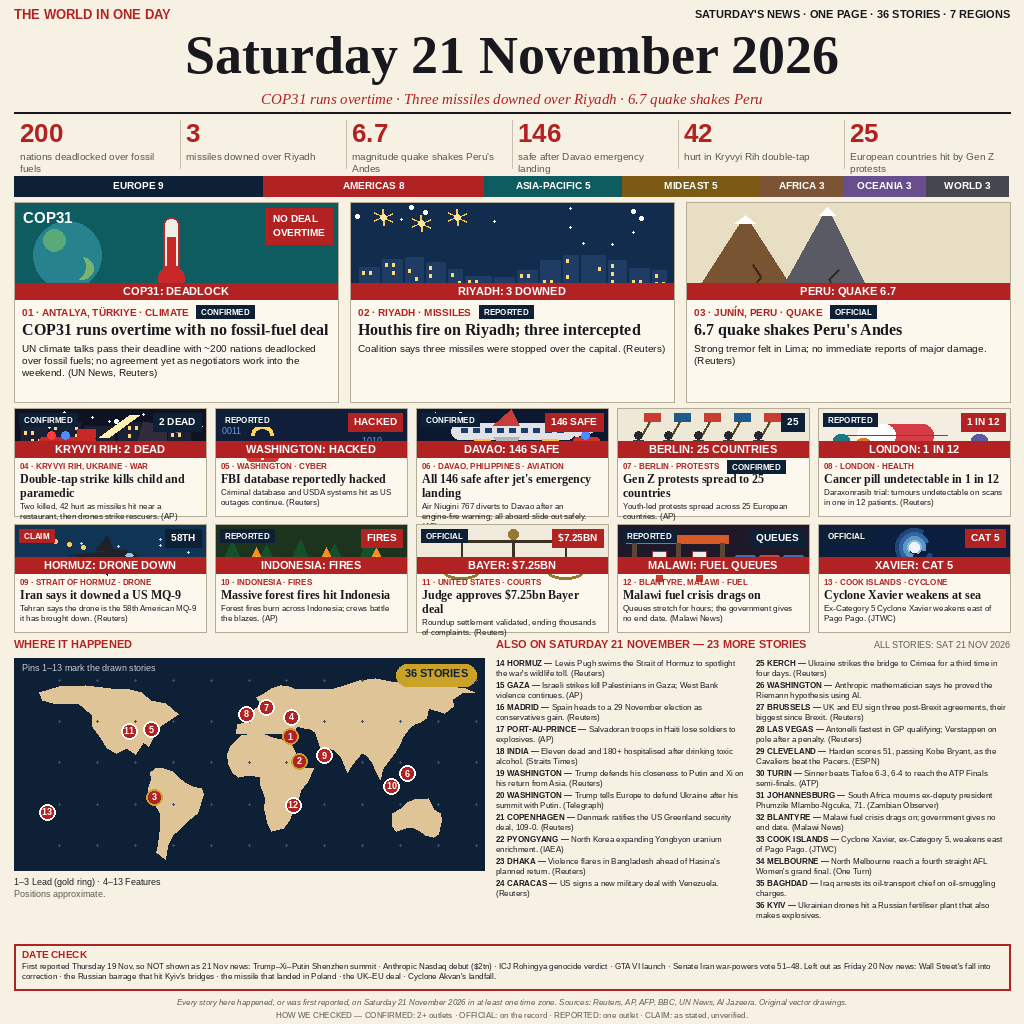 THE WORLD IN ONE DAY
SATURDAY'S NEWS · ONE PAGE · 36 STORIES · 7 REGIONS
Saturday 21 November 2026
COP31 runs overtime · Three missiles downed over Riyadh · 6.7 quake shakes Peru
200
nations deadlocked over fossil
fuels
3
missiles downed over Riyadh
6.7
magnitude quake shakes Peru's
Andes
146
safe after Davao emergency
landing
42
hurt in Kryvyi Rih double-tap
25
European countries hit by Gen Z
protests
EUROPE 9
AMERICAS 8
ASIA-PACIFIC 5
MIDEAST 5
AFRICA 3
OCEANIA 3
WORLD 3
COP31
NO DEAL
OVERTIME
COP31: DEADLOCK
01 · ANTALYA, TÜRKIYE · CLIMATE CONFIRMED
COP31 runs overtime with no fossil-fuel deal
UN climate talks pass their deadline with ~200 nations deadlocked
over fossil fuels; no agreement yet as negotiators work into the
weekend. (UN News, Reuters)
RIYADH: 3 DOWNED
02 · RIYADH · MISSILES REPORTED
Houthis fire on Riyadh; three intercepted
Coalition says three missiles were stopped over the capital. (Reuters)
PERU: QUAKE 6.7
03 · JUNÍN, PERU · QUAKE OFFICIAL
6.7 quake shakes Peru's Andes
Strong tremor felt in Lima; no immediate reports of major damage.
(Reuters)
CONFIRMED
2 DEAD
KRYVYI RIH: 2 DEAD
04 · KRYVYI RIH, UKRAINE · WAR
Double-tap strike kills child and
paramedic
Two killed, 42 hurt as missiles hit near a
restaurant, then drones strike rescuers. (AP)
REPORTED
HACKED
0011
1010
WASHINGTON: HACKED
05 · WASHINGTON · CYBER
FBI database reportedly hacked
Criminal database and USDA systems hit as US
outages continue. (Reuters)
CONFIRMED
146 SAFE
DAVAO: 146 SAFE
06 · DAVAO, PHILIPPINES · AVIATION
All 146 safe after jet's emergency
landing
Air Niugini 767 diverts to Davao after an
engine-fire warning; all aboard slide out safely.
25
BERLIN: 25 COUNTRIES
07 · BERLIN · PROTESTS CONFIRMED
Gen Z protests spread to 25
countries
Youth-led protests spread across 25 European
countries. (AP)
REPORTED
1 IN 12
LONDON: 1 IN 12
08 · LONDON · HEALTH
Cancer pill undetectable in 1 in 12
Daraxonrasib trial: tumours undetectable on scans
in one in 12 patients. (Reuters)
CLAIM
58TH
HORMUZ: DRONE DOWN
09 · STRAIT OF HORMUZ · DRONE
Iran says it downed a US MQ-9
Tehran says the drone is the 58th American MQ-9
it has brought down. (Reuters)
REPORTED
FIRES
INDONESIA: FIRES
10 · INDONESIA · FIRES
Massive forest fires hit Indonesia
Forest fires burn across Indonesia; crews battle
the blazes. (AP)
OFFICIAL
$7.25BN
BAYER: $7.25BN
11 · UNITED STATES · COURTS
Judge approves $7.25bn Bayer
deal
Roundup settlement validated, ending thousands
of complaints. (Reuters)
REPORTED
QUEUES
MALAWI: FUEL QUEUES
12 · BLANTYRE, MALAWI · FUEL
Malawi fuel crisis drags on
Queues stretch for hours; the government gives
no end date. (Malawi News)
OFFICIAL
CAT 5
XAVIER: CAT 5
13 · COOK ISLANDS · CYCLONE
Cyclone Xavier weakens at sea
Ex-Category 5 Cyclone Xavier weakens east of
Pago Pago. (JTWC)
WHERE IT HAPPENED
Pins 1–13 mark the drawn stories
36 STORIES
8
7
4
1
2
9
11
5
6
10
3
12
13
1–3 Lead (gold ring) · 4–13 Features
Positions approximate.
ALSO ON SATURDAY 21 NOVEMBER — 23 MORE STORIES
ALL STORIES: SAT 21 NOV 2026
14 HORMUZ — Lewis Pugh swims the Strait of Hormuz to spotlight
the war's wildlife toll. (Reuters)
15 GAZA — Israeli strikes kill Palestinians in Gaza; West Bank
violence continues. (AP)
16 MADRID — Spain heads to a 29 November election as
conservatives gain. (Reuters)
17 PORT-AU-PRINCE — Salvadoran troops in Haiti lose soldiers to
explosives. (AP)
18 INDIA — Eleven dead and 180+ hospitalised after drinking toxic
alcohol. (Straits Times)
19 WASHINGTON — Trump defends his closeness to Putin and Xi on
his return from Asia. (Reuters)
20 WASHINGTON — Trump tells Europe to defend Ukraine after his
summit with Putin. (Telegraph)
21 COPENHAGEN — Denmark ratifies the US Greenland security
deal, 109-0. (Reuters)
22 PYONGYANG — North Korea expanding Yongbyon uranium
enrichment. (IAEA)
23 DHAKA — Violence flares in Bangladesh ahead of Hasina's
planned return. (Reuters)
24 CARACAS — US signs a new military deal with Venezuela.
(Reuters)
25 KERCH — Ukraine strikes the bridge to Crimea for a third time in
four days. (Reuters)
26 WASHINGTON — Anthropic mathematician says he proved the
Riemann hypothesis using AI.
27 BRUSSELS — UK and EU sign three post-Brexit agreements, their
biggest since Brexit. (Reuters)
28 LAS VEGAS — Antonelli fastest in GP qualifying; Verstappen on
pole after a penalty. (Reuters)
29 CLEVELAND — Harden scores 51, passing Kobe Bryant, as the
Cavaliers beat the Pacers. (ESPN)
30 TURIN — Sinner beats Tiafoe 6-3, 6-4 to reach the ATP Finals
semi-finals. (ATP)
31 JOHANNESBURG — South Africa mourns ex-deputy president
Phumzile Mlambo-Ngcuka, 71. (Zambian Observer)
32 BLANTYRE — Malawi fuel crisis drags on; government gives no
end date. (Malawi News)
33 COOK ISLANDS — Cyclone Xavier, ex-Category 5, weakens east
of Pago Pago. (JTWC)
34 MELBOURNE — North Melbourne reach a fourth straight AFL
Women's grand final. (One Turn)
35 BAGHDAD — Iraq arrests its oil-transport chief on oil-smuggling
charges.
36 KYIV — Ukrainian drones hit a Russian fertiliser plant that also
makes explosives.
DATE CHECK
First reported Thursday 19 Nov, so NOT shown as 21 Nov news: Trump–Xi–Putin Shenzhen summit · Anthropic Nasdaq debut ($2tn) · ICJ Rohingya genocide verdict · GTA VI launch · Senate Iran war-powers vote 51–48. Left out as Friday 20 Nov news: Wall Street's fall into
correction · the Russian barrage that hit Kyiv's bridges · the missile that landed in Poland · the UK–EU deal · Cyclone Akvan's landfall.
Every story here happened, or was first reported, on Saturday 21 November 2026 in at least one time zone. Sources: Reuters, AP, AFP, BBC, UN News, Al Jazeera. Original vector drawings.
HOW WE CHECKED — CONFIRMED: 2+ outlets · OFFICIAL: on the record · REPORTED: one outlet · CLAIM: as stated, unverified.